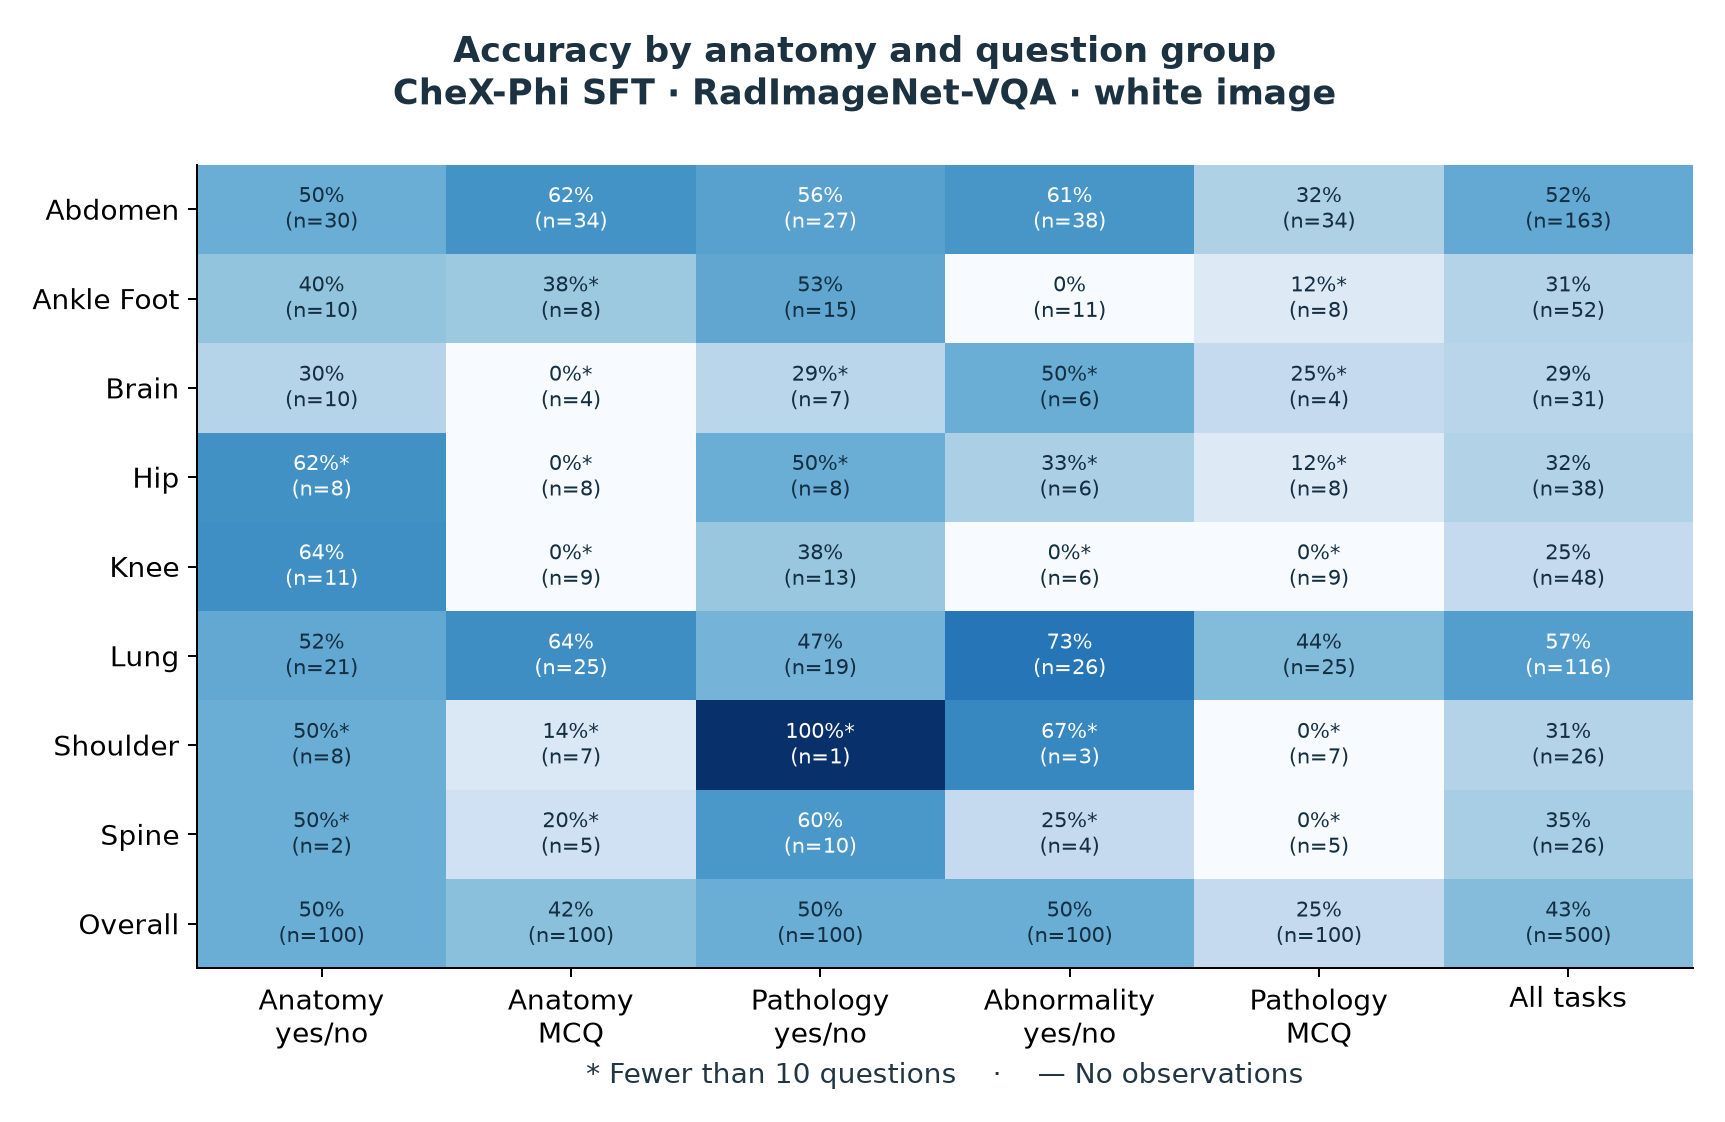 Accuracy by anatomy and question group
CheX-Phi SFT · RadImageNet-VQA · white image
Abdomen 50% 62% 56% 61% 32% 52%
(n=30) (n=34) (n=27) (n=38) (n=34) (n=163)
Ankle Foot 40% 38%* 53% 0% 12%* 31%
(n=10) (n=8) (n=15) (n=11) (n=8) (n=52)
Brain 30% 0%* 29%* 50%* 25%* 29%
(n=10) (n=4) (n=7) (n=6) (n=4) (n=31)
Hip 62%* 0%* 50%* 33%* 12%* 32%
(n=8) (n=8) (n=8) (n=6) (n=8) (n=38)
Knee 64% 0%* 38% 0%* 0%* 25%
(n=11) (n=9) (n=13) (n=6) (n=9) (n=48)
Lung 52% 64% 47% 73% 44% 57%
(n=21) (n=25) (n=19) (n=26) (n=25) (n=116)
Shoulder 50%* 14%* 100%* 67%* 0%* 31%
(n=8) (n=7) (n=1) (n=3) (n=7) (n=26)
Spine 50%* 20%* 60% 25%* 0%* 35%
(n=2) (n=5) (n=10) (n=4) (n=5) (n=26)
Overall 50% 42% 50% 50% 25% 43%
(n=100) (n=100) (n=100) (n=100) (n=100) (n=500)
Anatomy Anatomy Pathology Abnormality Pathology All tasks
yes/no MCQ yes/no yes/no MCQ
* Fewer than 10 questions · — No observations